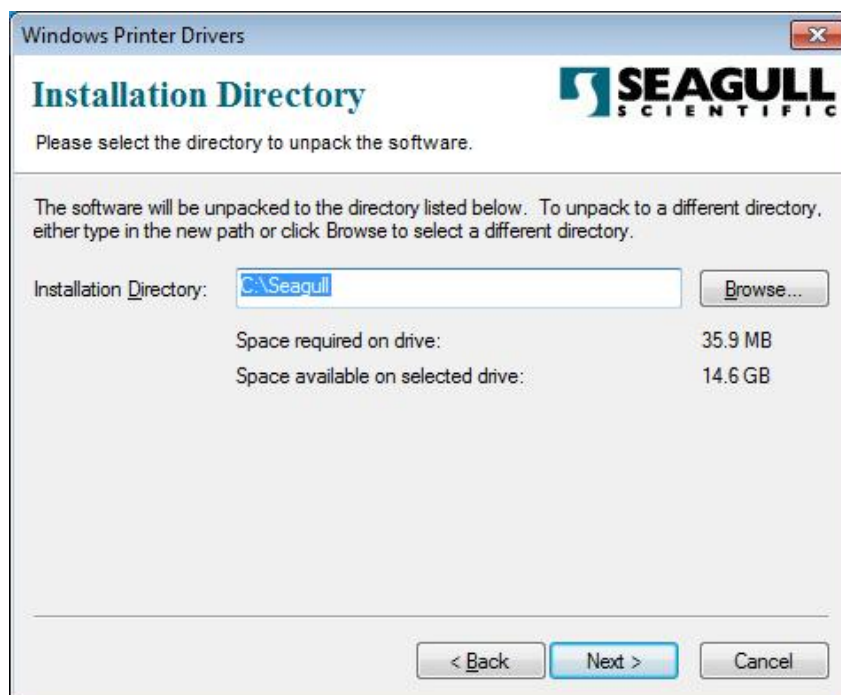 Windows Printer Drivers
Installation Directory
SEAGULL
SCIENTIFIC
Please select the directory to unpack the software.
The software will be unpacked to the directory listed below. To unpack to a different directory,
either type in the new path or click Browse to select a different directory.
Installation Directory: C:\Seagull Browse...
Space required on drive: 35.9 MB
Space available on selected drive: 14.6 GB
< Back Next > Cancel